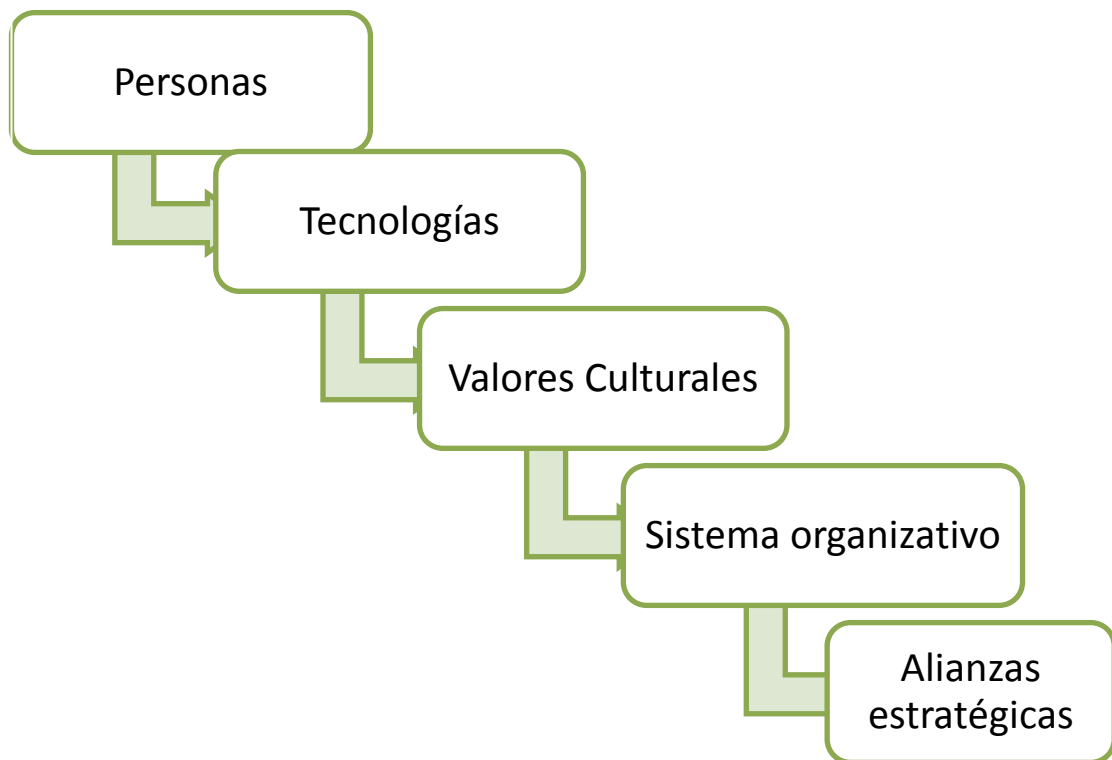 Personas
Tecnologías
Valores Culturales
Sistema organizativo
Alianzas
estratégicas